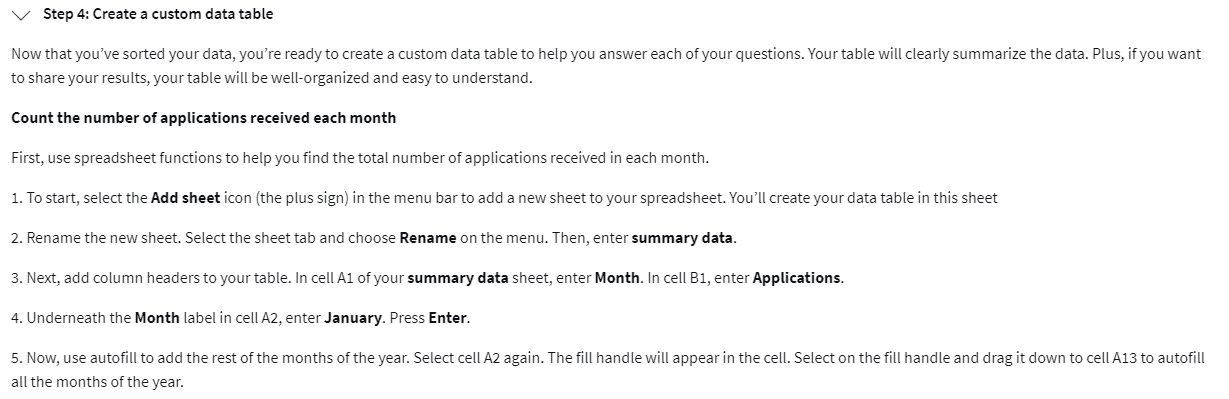 Step 4: Create a custom data table
Now that you’ve sorted your data, you’re ready to create a custom data table to help you answer each of your questions. Your table will clearly summarize the data. Plus, if you want
to share your results, your table will be well-organized and easy to understand.
Count the number of applications received each month
First, use spreadsheet functions to help you find the total number of applications received in each month.
1. To start, select the Add sheet icon (the plus sign) in the menu bar to add a new sheet to your spreadsheet. You’ll create your data table in this sheet
2. Rename the new sheet. Select the sheet tab and choose Rename on the menu. Then, enter summary data.
3. Next, add column headers to your table. In cell A1 of your summary data sheet, enter Month. In cell B1, enter Applications.
4. Underneath the Month label in cell A2, enter January. Press Enter.
5. Now, use autofill to add the rest of the months of the year. Select cell A2 again. The fill handle will appear in the cell. Select on the fill handle and drag it down to cell A13 to autofill
all the months of the year.